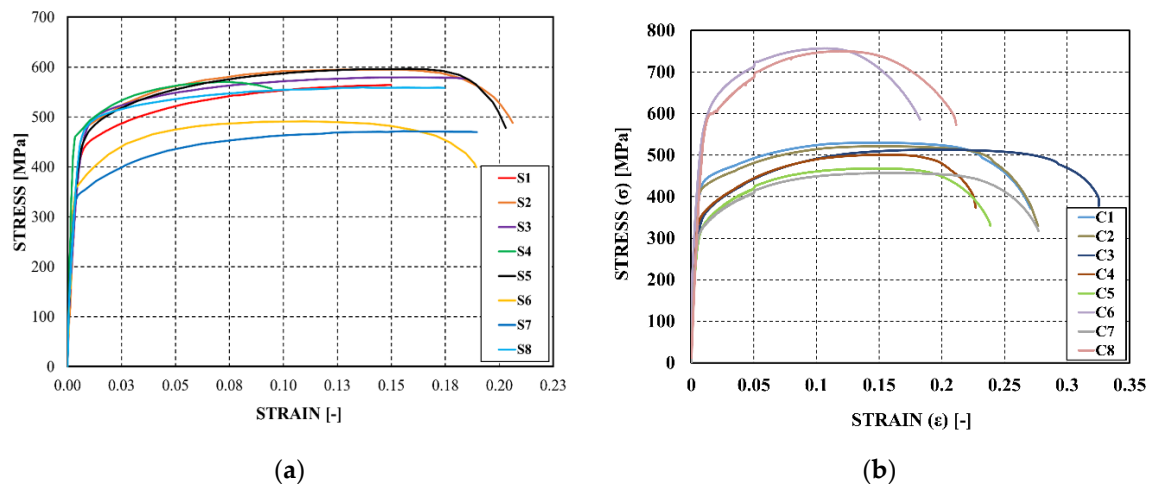 700
600
500
400
300
200
100
0
STRESS [MPa]
0.00 0.03 0.05 0.08 0.10 0.13 0.15 0.18 0.20 0.23
STRAIN [-]
S1
S2
S3
S4
S5
S6
S7
S8
(a)
800
700
600
500
400
300
200
100
0
STRESS (σ) [MPa]
0 0.05 0.1 0.15 0.2 0.25 0.3 0.35
STRAIN (ε) [-]
C1
C2
C3
C4
C5
C6
C7
C8
(b)